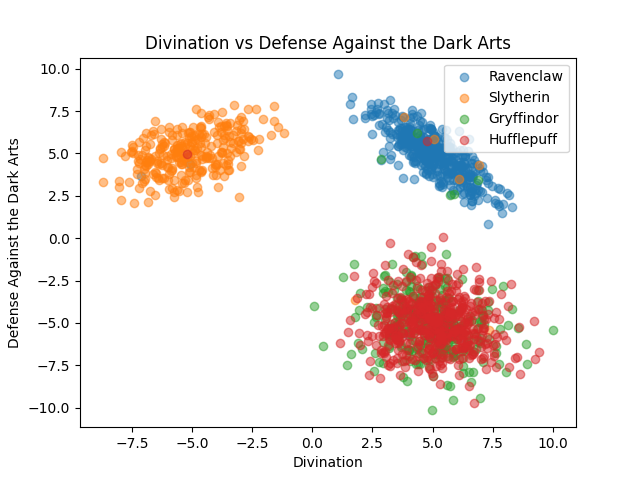 Divination vs Defense Against the Dark Arts
Ravenclaw
Slytherin
Gryffindor
Hufflepuff
Defense Against the Dark Arts
10.0
7.5
5.0
2.5
0.0
−2.5
−5.0
−7.5
−10.0
−7.5 −5.0 −2.5 0.0 2.5 5.0 7.5 10.0
Divination